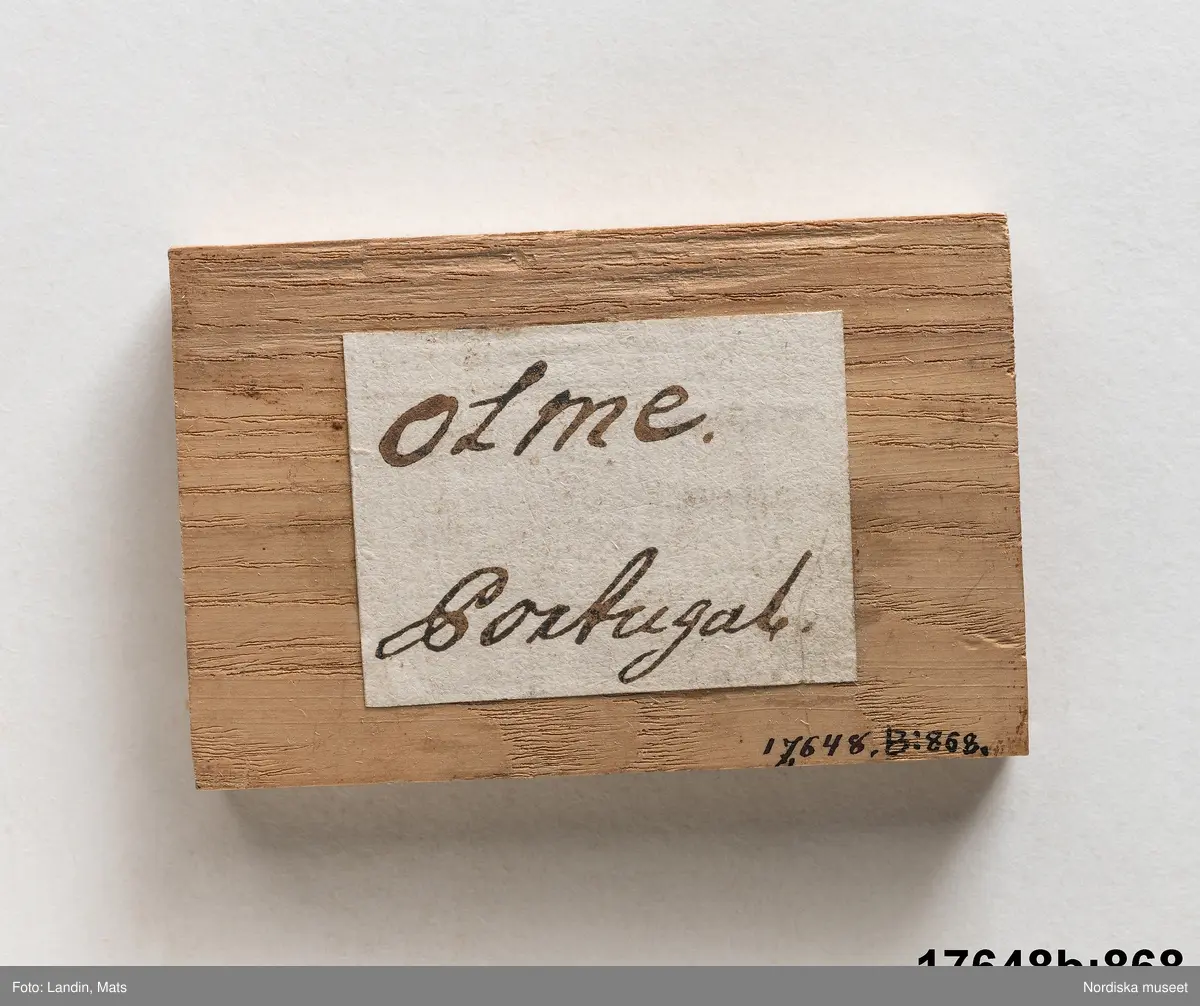 olme.
Portugal.
17648. B:868.
17648b:868
Foto: Landin, Mats
Nordiska museet